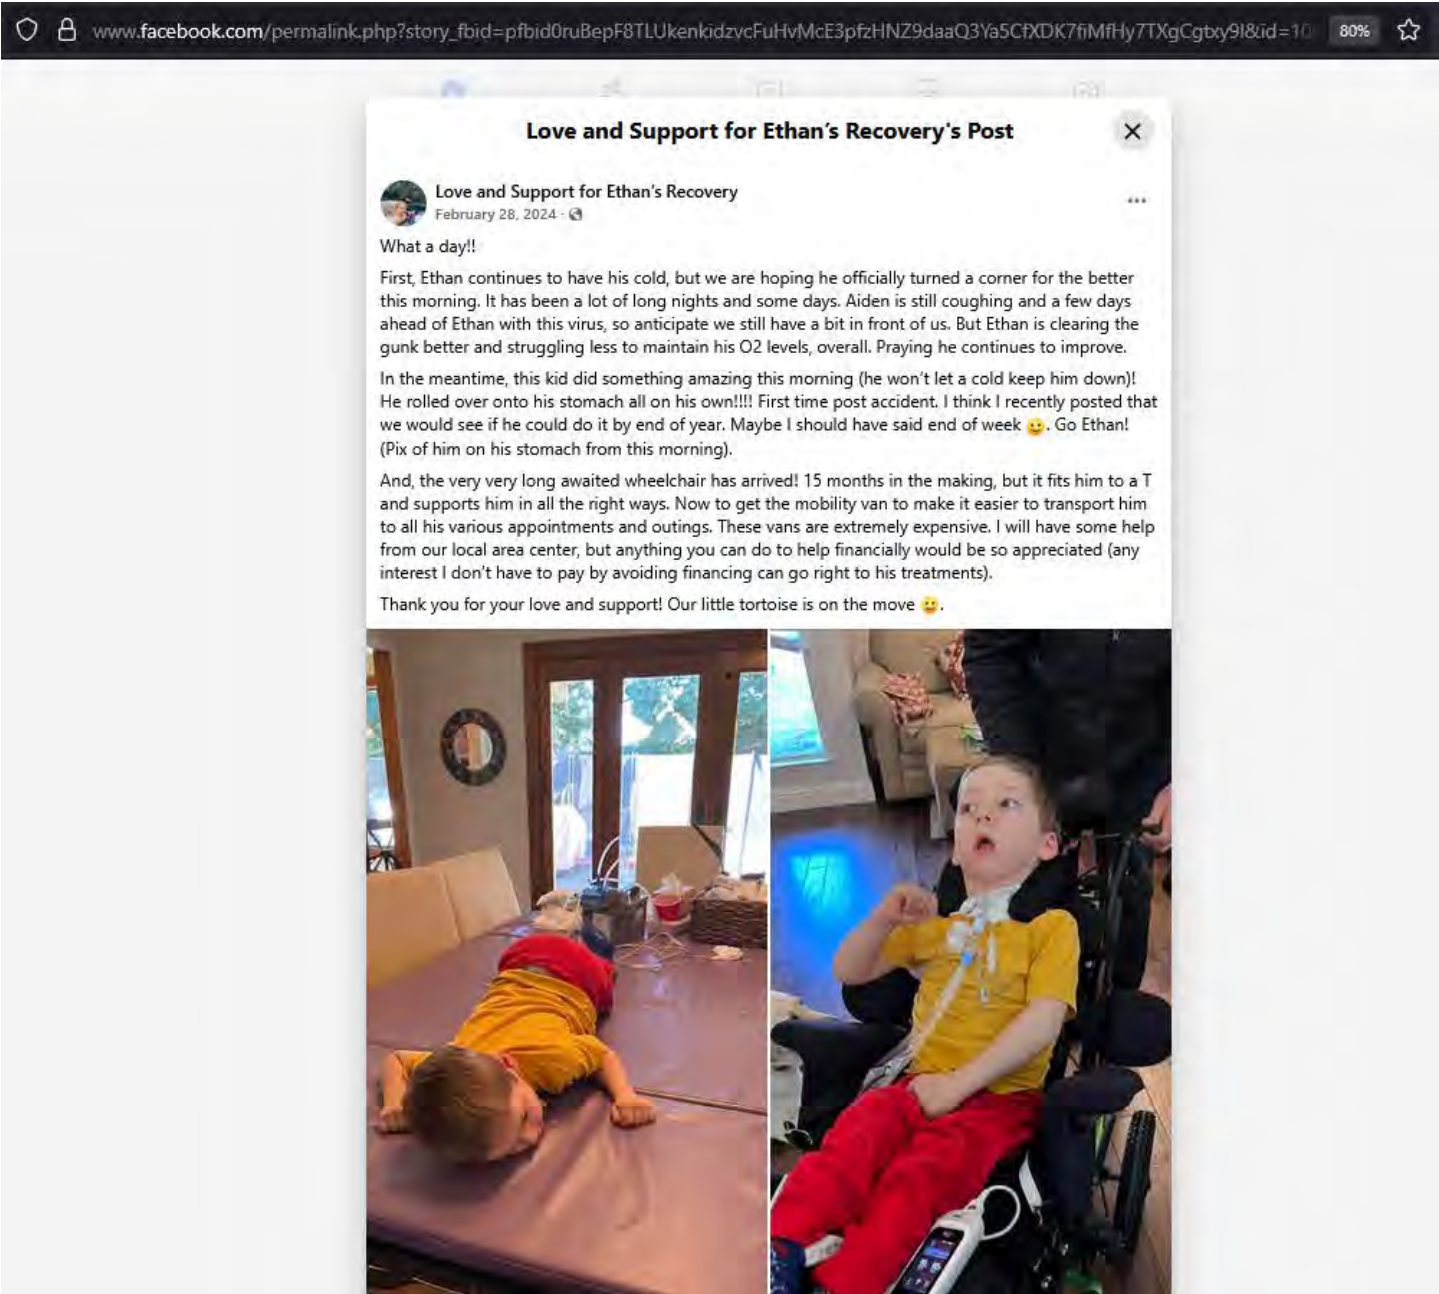 www.facebook.com/permalink.php?story_fbid=pfbid0ruBepF8TLUkenkidzvcFuHvMcE3pfzHNZ9daaQ3Ya5CfXDK7fiMfHy7TXgCgtxy9l&id=10
80%
Love and Support for Ethan's Recovery's Post
Love and Support for Ethan's Recovery
February 28, 2024 ·
What a day!!
First, Ethan continues to have his cold, but we are hoping he officially turned a corner for the better
this morning. It has been a lot of long nights and some days. Aiden is still coughing and a few days
ahead of Ethan with this virus, so anticipate we still have a bit in front of us. But Ethan is clearing the
gunk better and struggling less to maintain his O2 levels, overall. Praying he continues to improve.
In the meantime, this kid did something amazing this morning (he won't let a cold keep him down)!
He rolled over onto his stomach all on his own!!!! First time post accident. I think I recently posted that
we would see if he could do it by end of year. Maybe I should have said end of week 😀. Go Ethan!
(Pix of him on his stomach from this morning).
And, the very very long awaited wheelchair has arrived! 15 months in the making, but it fits him to a T
and supports him in all the right ways. Now to get the mobility van to make it easier to transport him
to all his various appointments and outings. These vans are extremely expensive. I will have some help
from our local area center, but anything you can do to help financially would be so appreciated (any
interest I don't have to pay by avoiding financing can go right to his treatments).
Thank you for your love and support! Our little tortoise is on the move 😀.